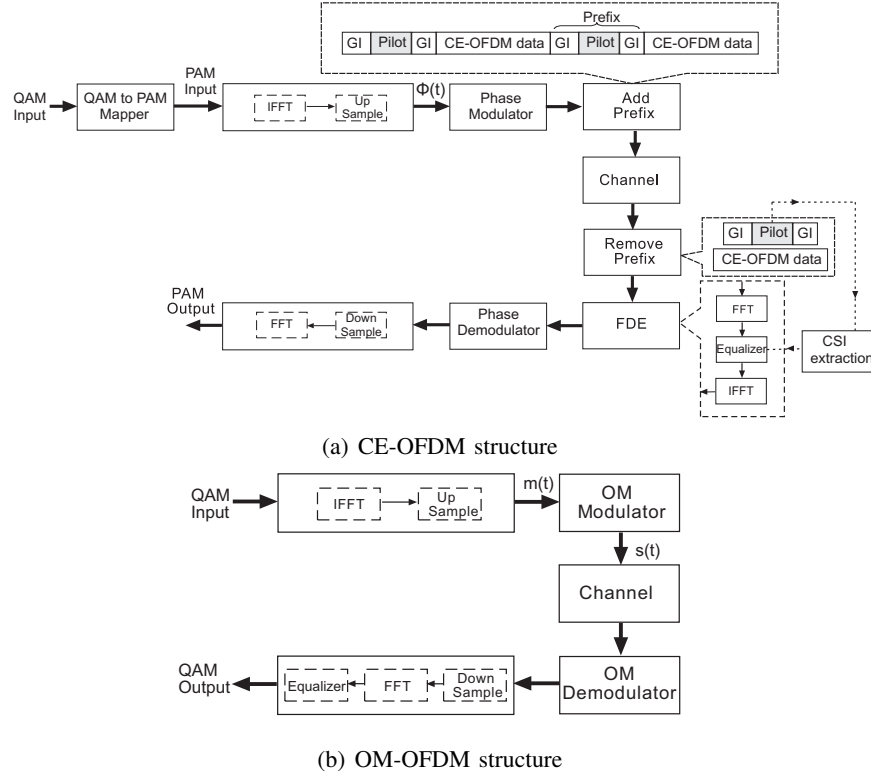 Prefix
GI Pilot GI CE-OFDM data GI Pilot GI CE-OFDM data
QAM
Input
QAM to PAM
Mapper
PAM
Input
IFFT
Up
Sample
Φ(t)
Phase
Modulator
Add
Prefix
Channel
Remove
Prefix
GI Pilot GI
CE-OFDM data
PAM
Output
FFT
Down
Sample
Phase
Demodulator
FDE
FFT
Equalizer
IFFT
CSI
extraction
(a) CE-OFDM structure
QAM
Input
IFFT
Up
Sample
m(t)
OM
Modulator
s(t)
Channel
QAM
Output
Equalizer
FFT
Down
Sample
OM
Demodulator
(b) OM-OFDM structure